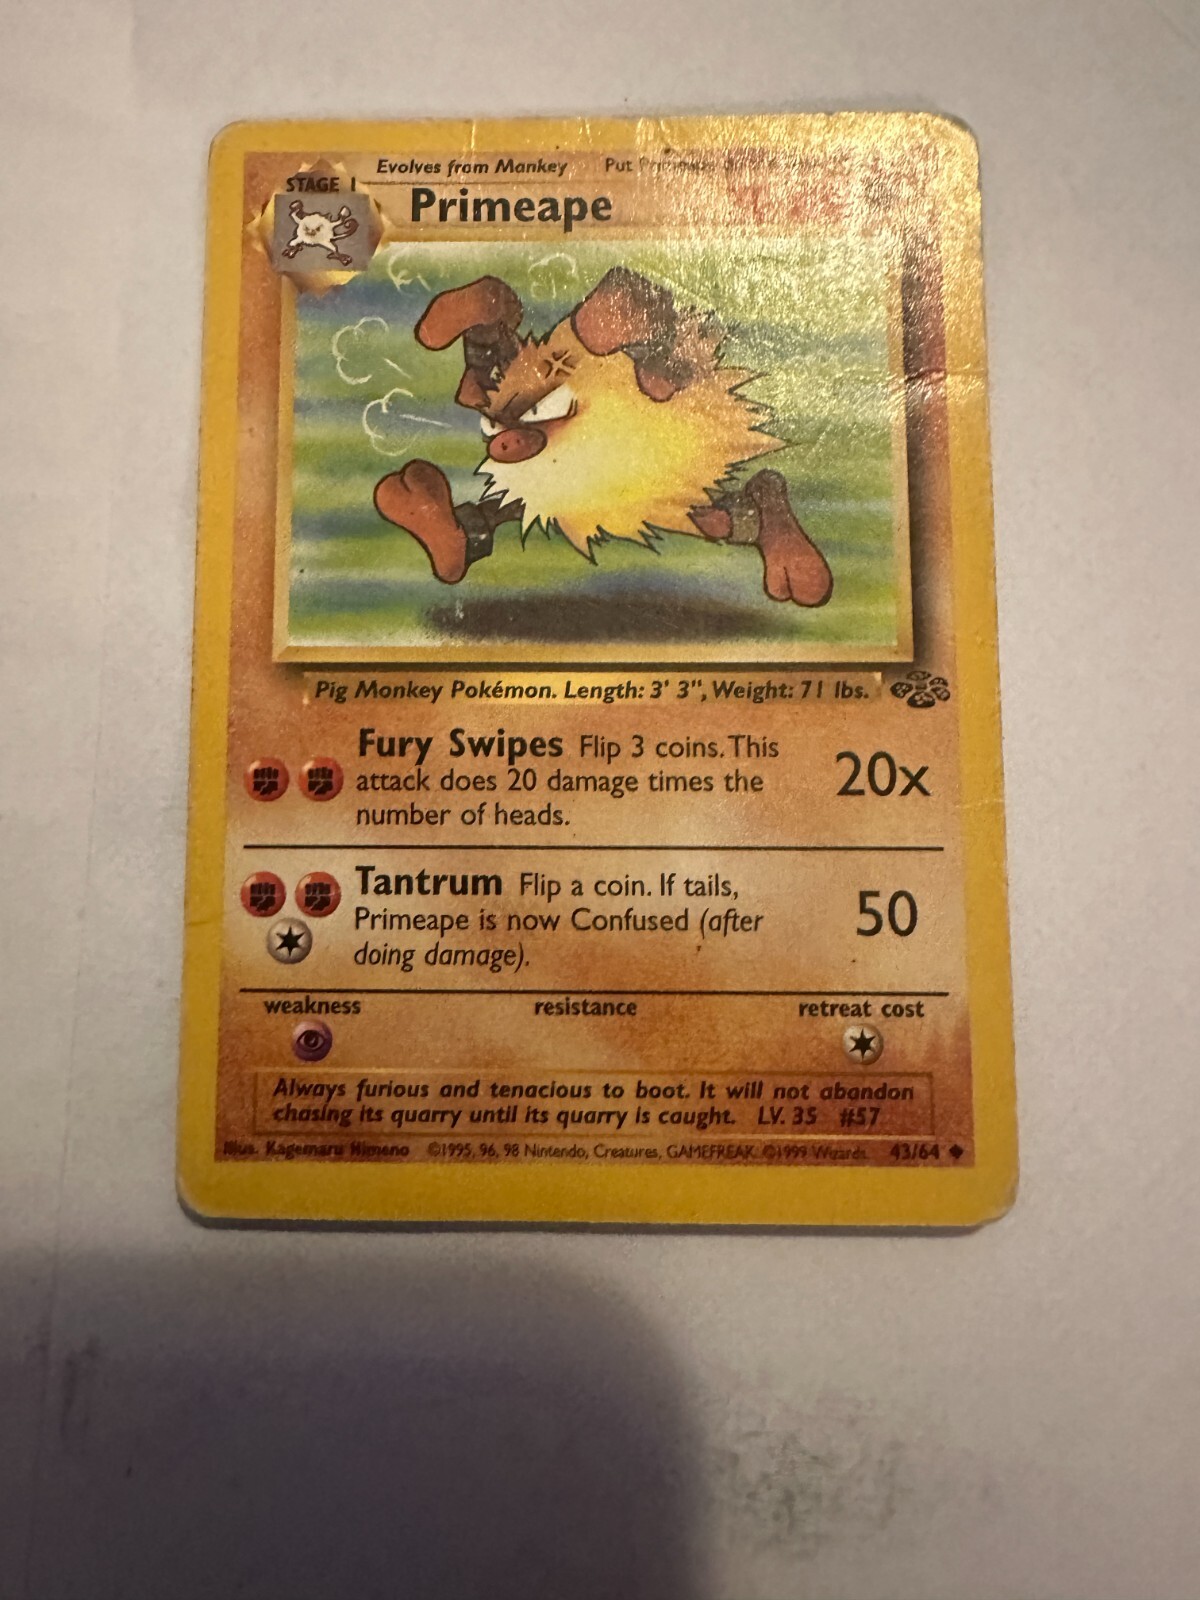 Evolves from Mankey Put
STAGE 1
Primeape
Pig Monkey Pokémon. Length: 3' 3", Weight: 71 lbs.
Fury Swipes Flip 3 coins. This
attack does 20 damage times the
number of heads.
20x
Tantrum Flip a coin. If tails,
Primeape is now Confused (after
doing damage).
50
weakness resistance retreat cost
Always furious and tenacious to boot. It will not abandon
chasing its quarry until its quarry is caught. LV. 35 #57
Illus. Kagemaru Himeno ©1995, 96, 98 Nintendo, Creatures, GAMEFREAK. ©1999 Wizards. 43/64